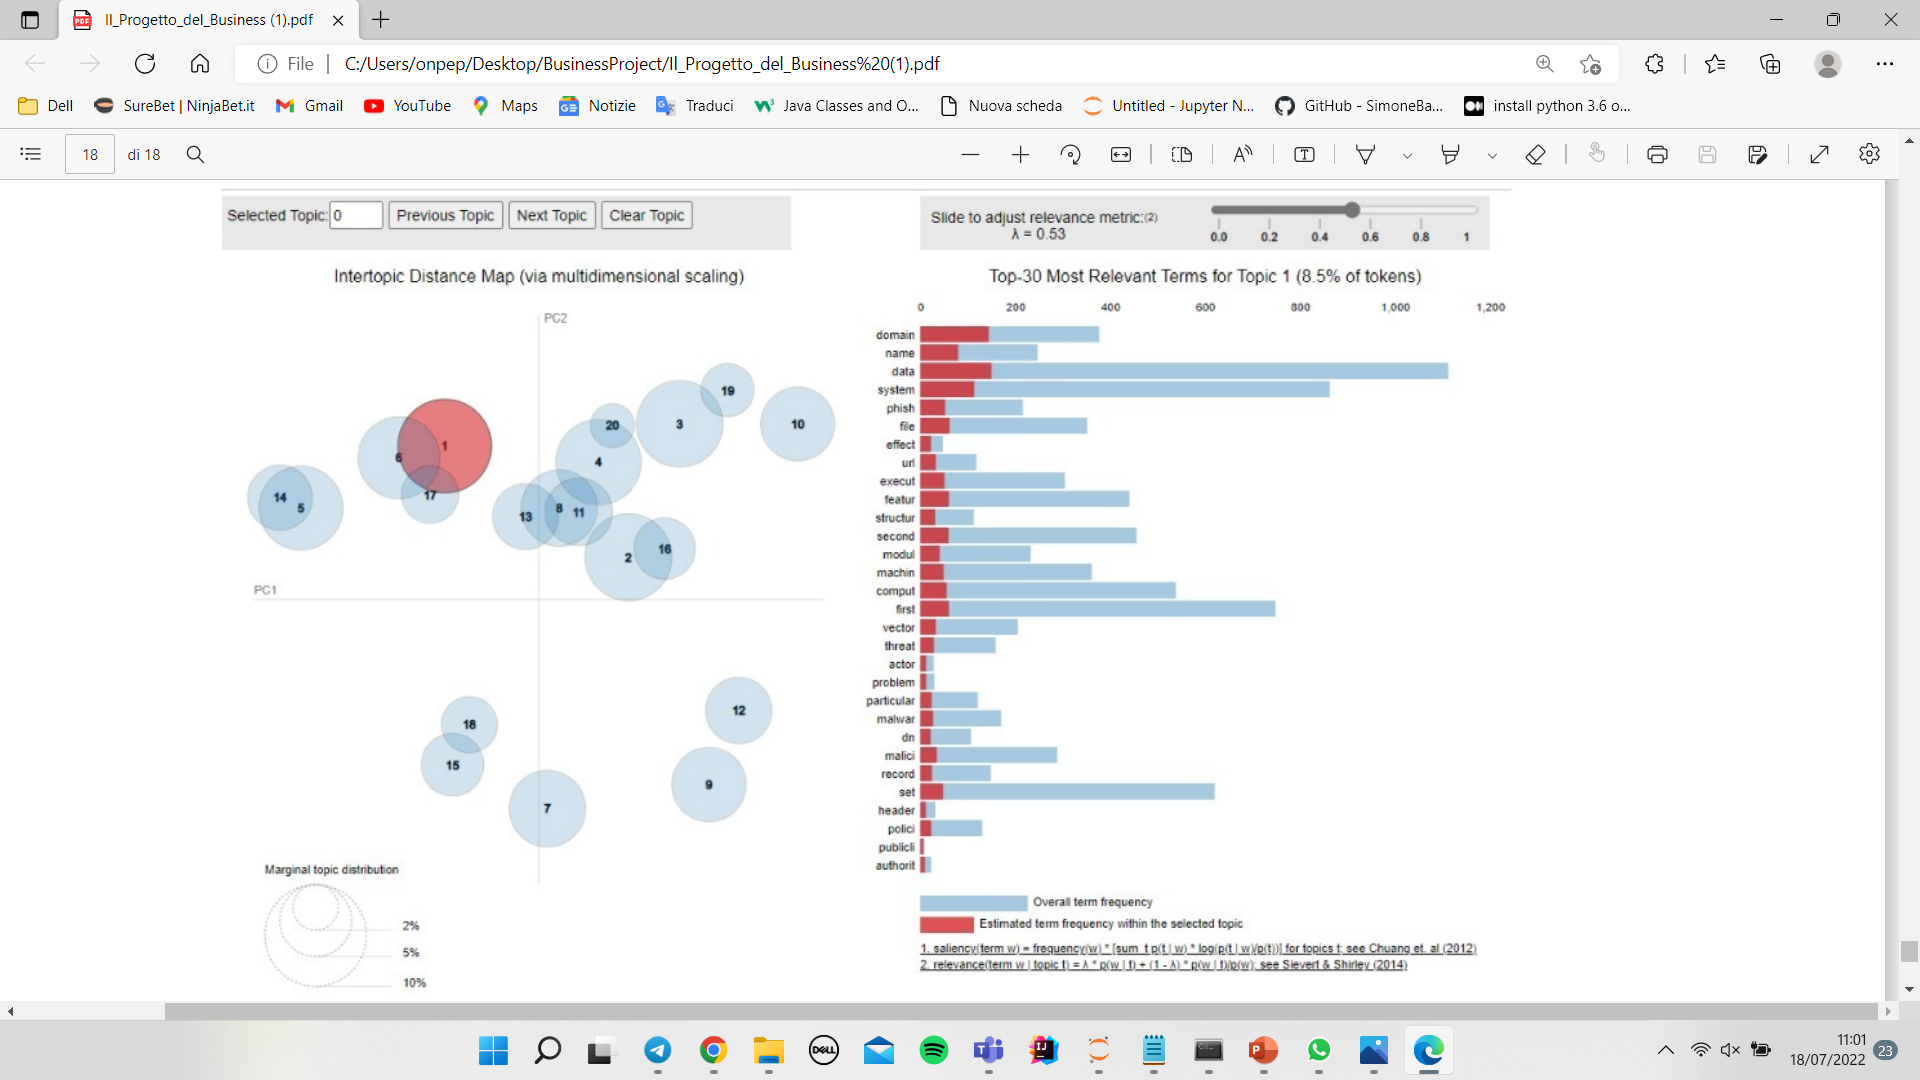 Il_Progetto_del_Business (1).pdf
File
C:/Users/onpep/Desktop/BusinessProject/Il_Progetto_del_Business%20(1).pdf
Dell
SureBet | NinjaBet.it
Gmail
YouTube
Maps
Notizie
Traduci
Java Classes and O...
Nuova scheda
Untitled - Jupyter N...
GitHub - SimoneBa...
install python 3.6 o...
18
di 18
Selected Topic: 0
Previous Topic
Next Topic
Clear Topic
Slide to adjust relevance metric:(2)
λ = 0.53
0.0 0.2 0.4 0.6 0.8 1
Intertopic Distance Map (via multidimensional scaling)
PC2
19
20
3
10
1
6
4
17
14
5
13
8
11
2
16
PC1
18
15
12
9
7
Marginal topic distribution
2%
5%
10%
Top-30 Most Relevant Terms for Topic 1 (8.5% of tokens)
0 200 400 600 800 1,000 1,200
domain
name
data
system
phish
file
effect
url
execut
featur
structur
second
modul
machin
comput
first
vector
threat
actor
problem
particular
malwar
dn
malici
record
set
header
polici
publicli
authorit
Overall term frequency
Estimated term frequency within the selected topic
1. saliency(term w) = frequency(w) * [sum_t p(t | w) * log(p(t | w)/p(t))] for topics t; see Chuang et. al (2012)
2. relevance(term w | topic t) = λ * p(w | t) + (1 - λ) * p(w | t)/p(w); see Sievert & Shirley (2014)
DELL
11:01
18/07/2022
23